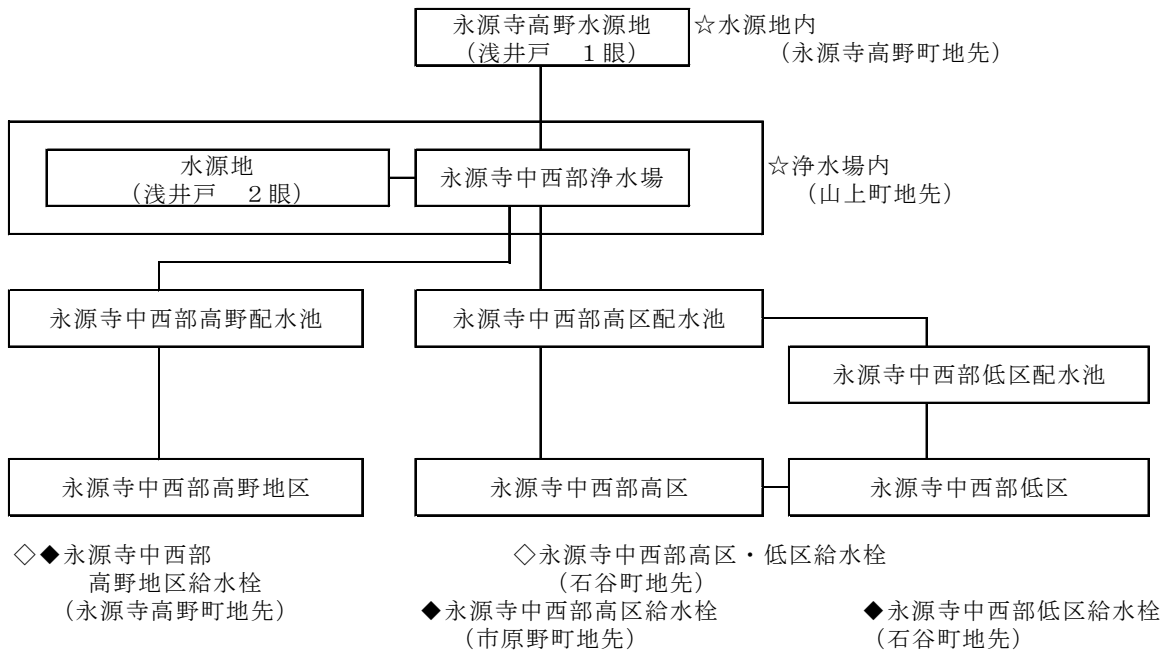 永源寺高野水源地
(浅井戸　1眼)
☆水源地内
(永源寺高野町地先)
水源地
(浅井戸　2眼)
永源寺中西部浄水場
☆浄水場内
(山上町地先)
永源寺中西部高野配水池
永源寺中西部高区配水池
永源寺中西部低区配水池
永源寺中西部高野地区
永源寺中西部高区
永源寺中西部低区
◇◆永源寺中西部
高野地区給水栓
(永源寺高野町地先)
◇永源寺中西部高区・低区給水栓
(石谷町地先)
◆永源寺中西部高区給水栓
(市原野町地先)
◆永源寺中西部低区給水栓
(石谷町地先)